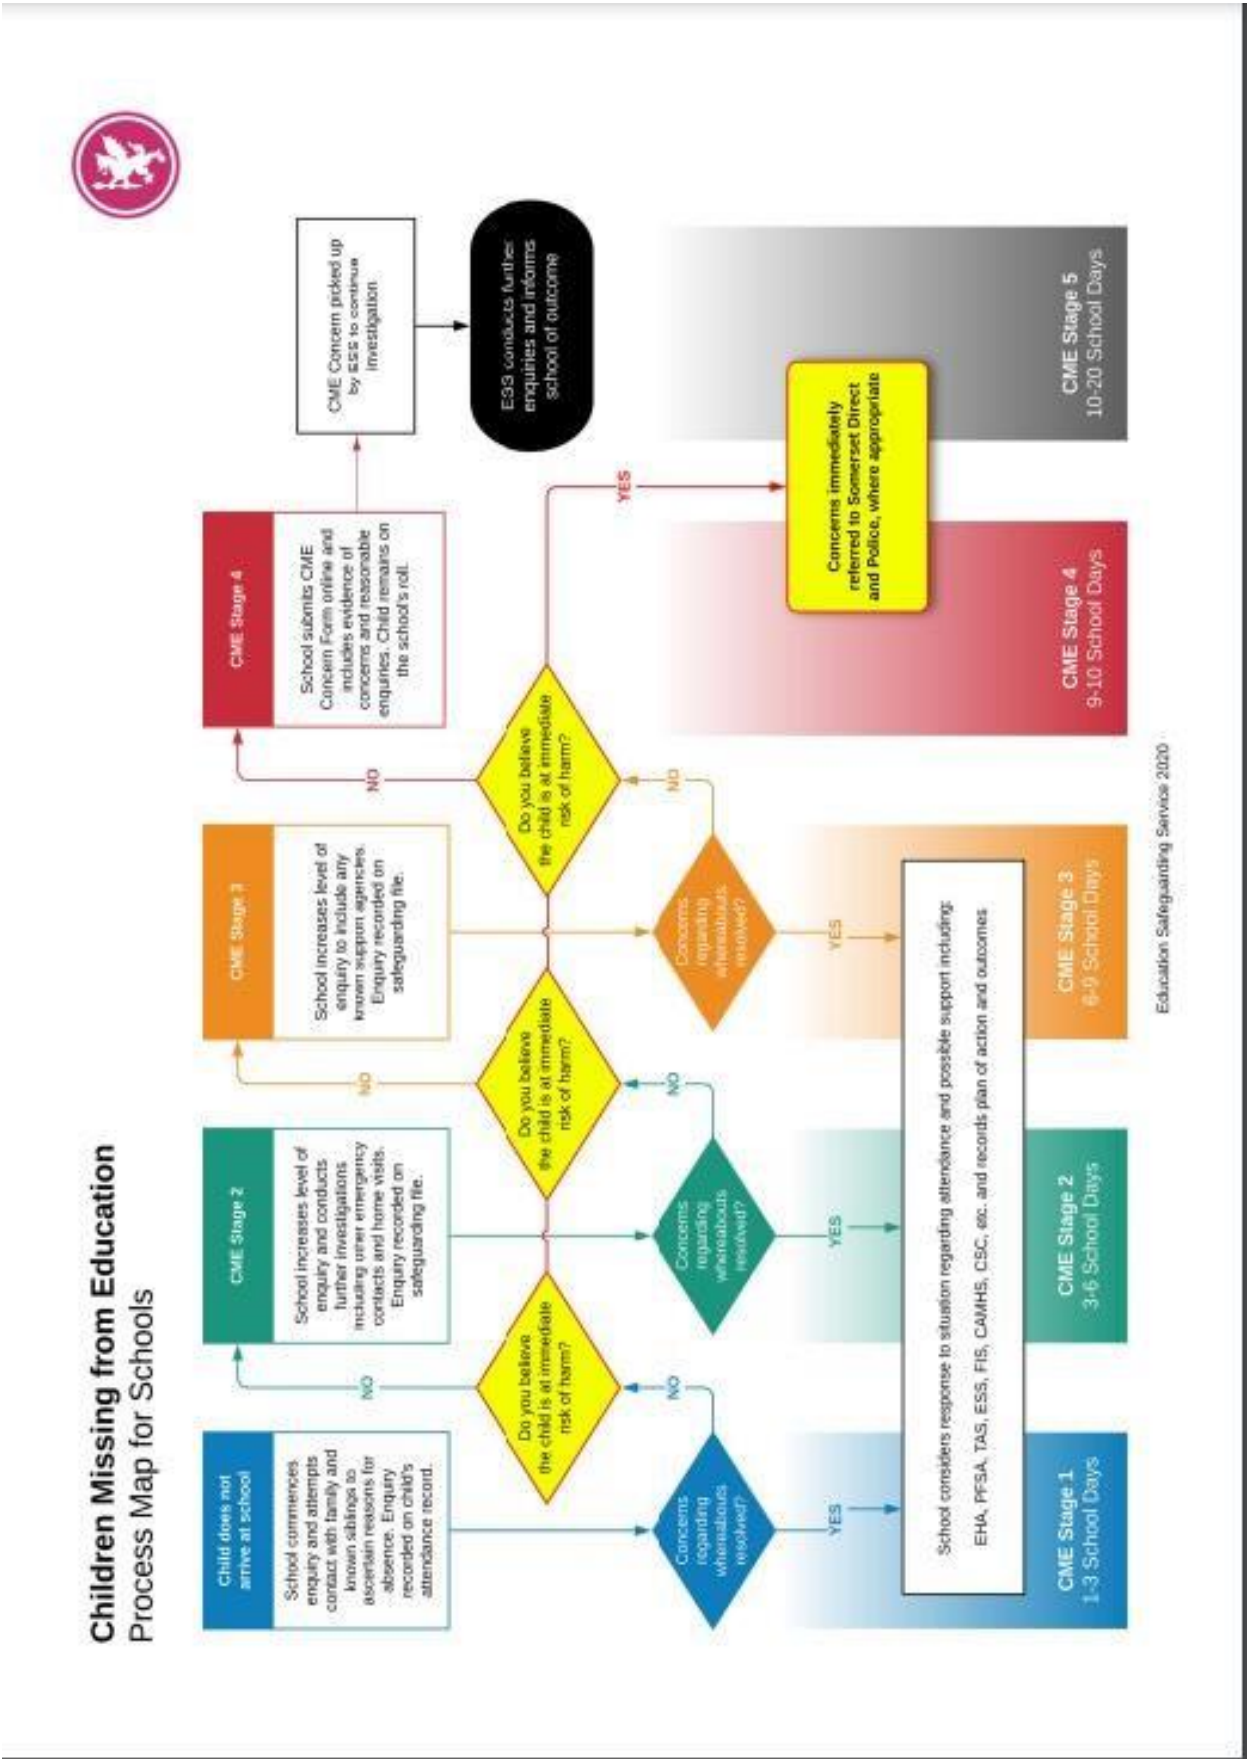 Children Missing from Education
Process Map for Schools
Child does not
arrive at school
School commences
enquiry and attempts
contact with family and
known siblings to
ascertain reasons for
absence. Enquiry
recorded on child's
attendance record.
CME Stage 2
School increases level of
enquiry and conducts
further investigations
including other emergency
contacts and home visits.
Enquiry recorded on
safeguarding file.
CME Stage 3
School increases level of
enquiry to include any
known support agencies.
Enquiry recorded on
safeguarding file.
CME Stage 4
School submits CME
Concern Form online and
includes evidence of
concerns and reasonable
enquiries. Child remains on
the school's roll.
CME Concern picked up
by ESS to continue
investigation
NO
NO
NO
Do you believe
the child is at immediate
risk of harm?
Do you believe
the child is at immediate
risk of harm?
Do you believe
the child is at immediate
risk of harm?
ESS conducts further
enquiries and informs
school of outcome
YES
NO
NO
NO
Concerns
regarding
whereabouts
resolved?
Concerns
regarding
whereabouts
resolved?
Concerns
regarding
whereabouts
resolved?
YES
YES
YES
Concerns immediately
referred to Somerset Direct
and Police, where appropriate
School considers response to situation regarding attendance and possible support including:
EHA, PFSA, TAS, ESS, FIS, CAMHS, CSC, etc. and records plan of action and outcomes
CME Stage 1
1-3 School Days
CME Stage 2
3-6 School Days
CME Stage 3
6-9 School Days
CME Stage 4
9-10 School Days
CME Stage 5
10-20 School Days
Education Safeguarding Service 2020